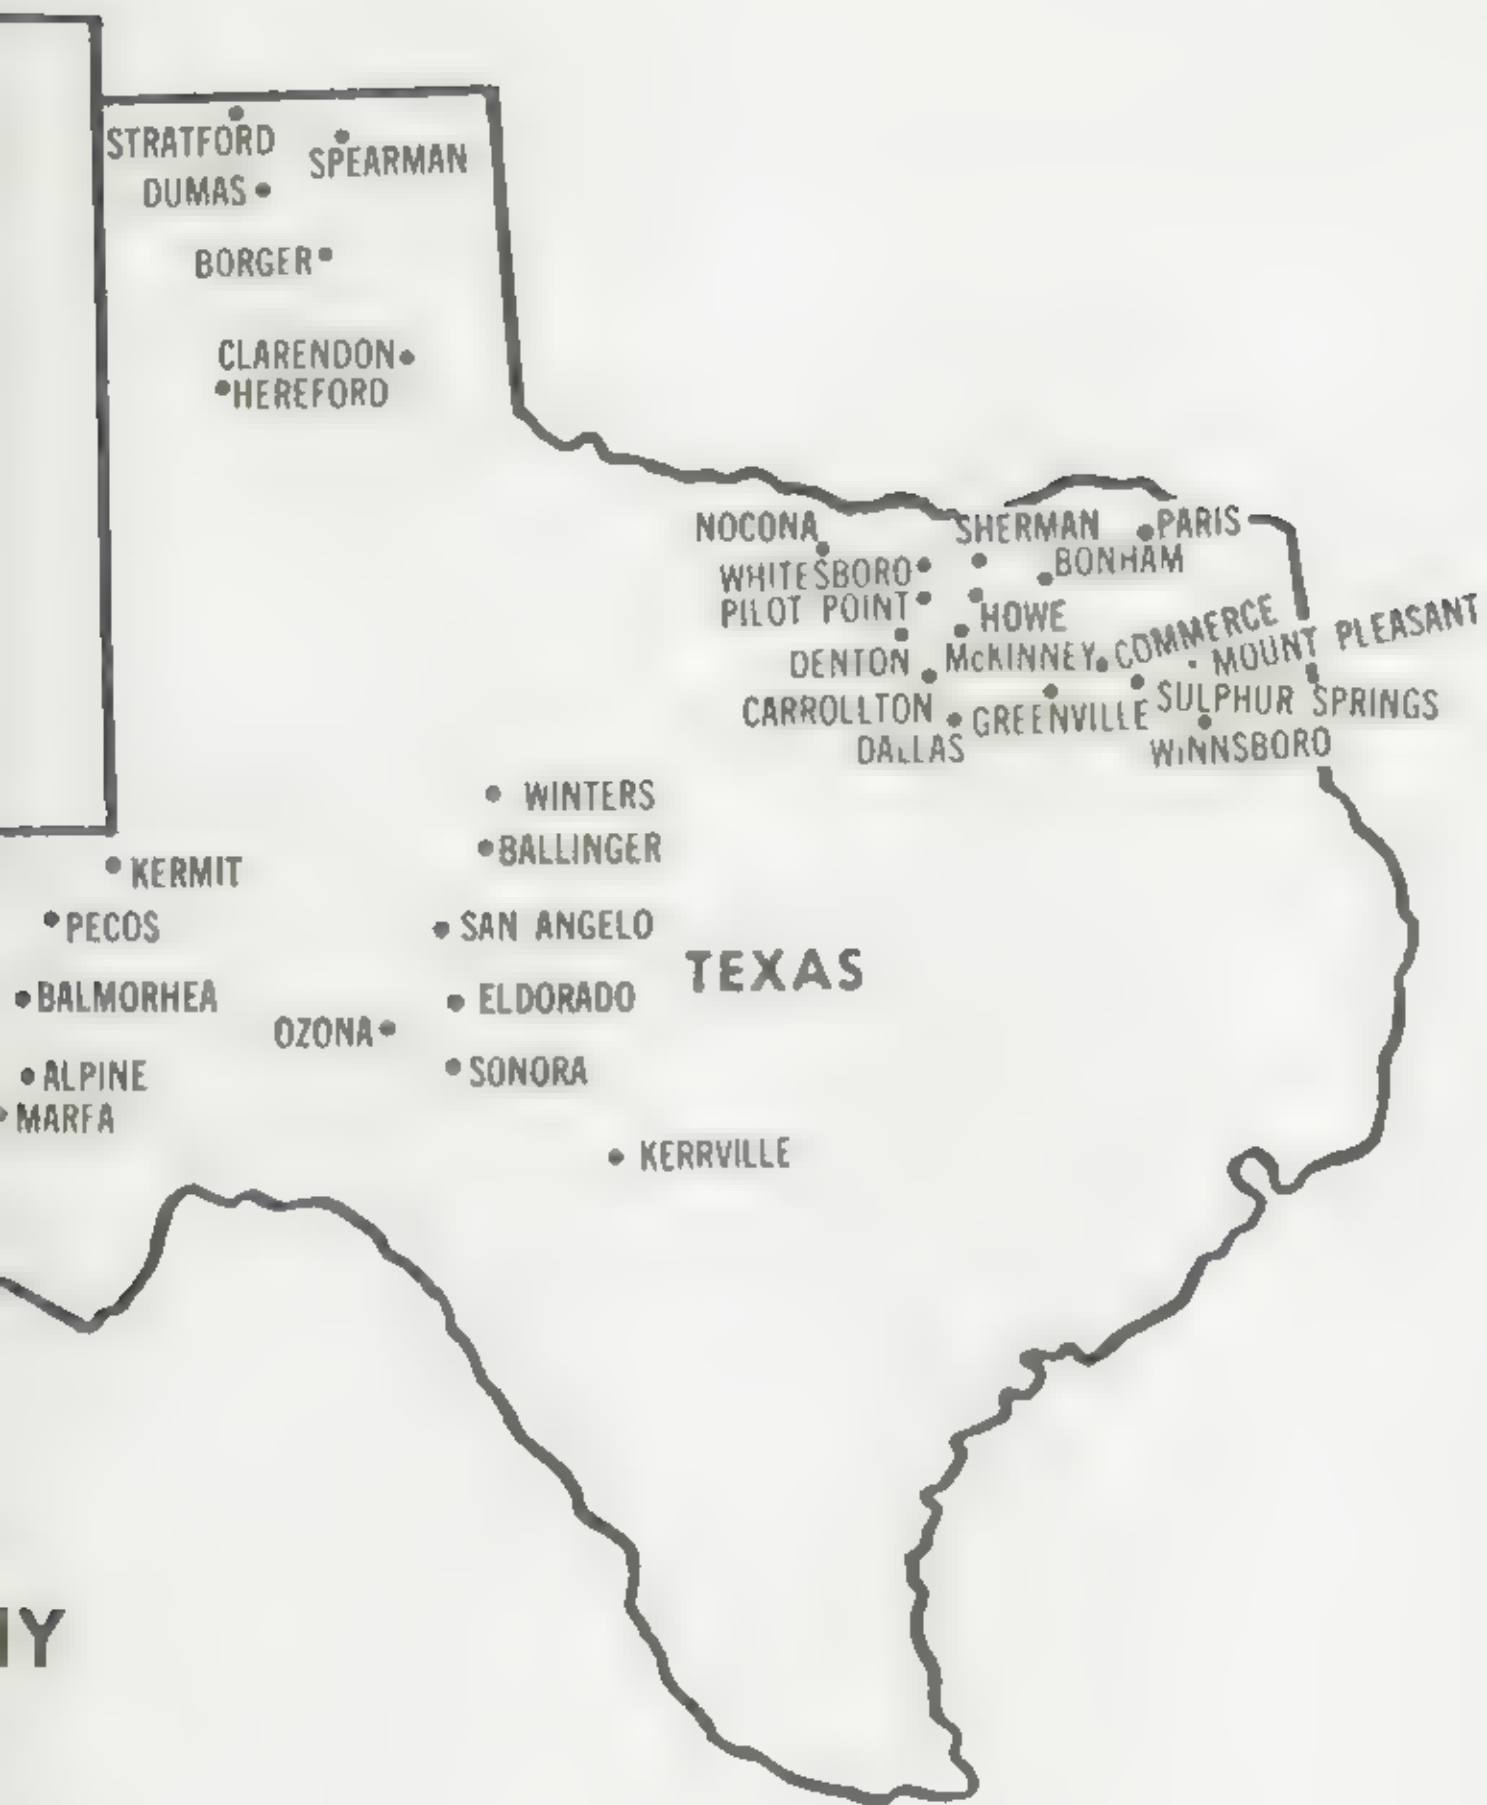 STRATFORD
SPEARMAN
DUMAS
BORGER
CLARENDON
HEREFORD
NOCONA
SHERMAN
PARIS
WHITESBORO
BONHAM
PILOT POINT
HOWE
DENTON
McKINNEY
COMMERCE
MOUNT PLEASANT
CARROLLTON
GREENVILLE
SULPHUR SPRINGS
DALLAS
WINNSBORO
WINTERS
BALLINGER
KERMIT
PECOS
SAN ANGELO
TEXAS
BALMORHEA
ELDORADO
OZONA
ALPINE
SONORA
MARFA
KERRVILLE